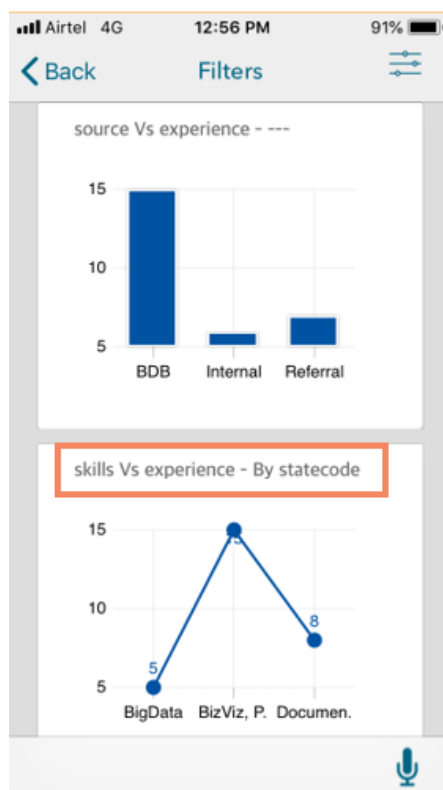 Airtel 4G 12:56 PM 91%
Back Filters
source Vs experience - ---
15
10
5
BDB Internal Referral
skills Vs experience - By statecode
15
15
10
8
5
5
BigData BizViz, P. Documen.